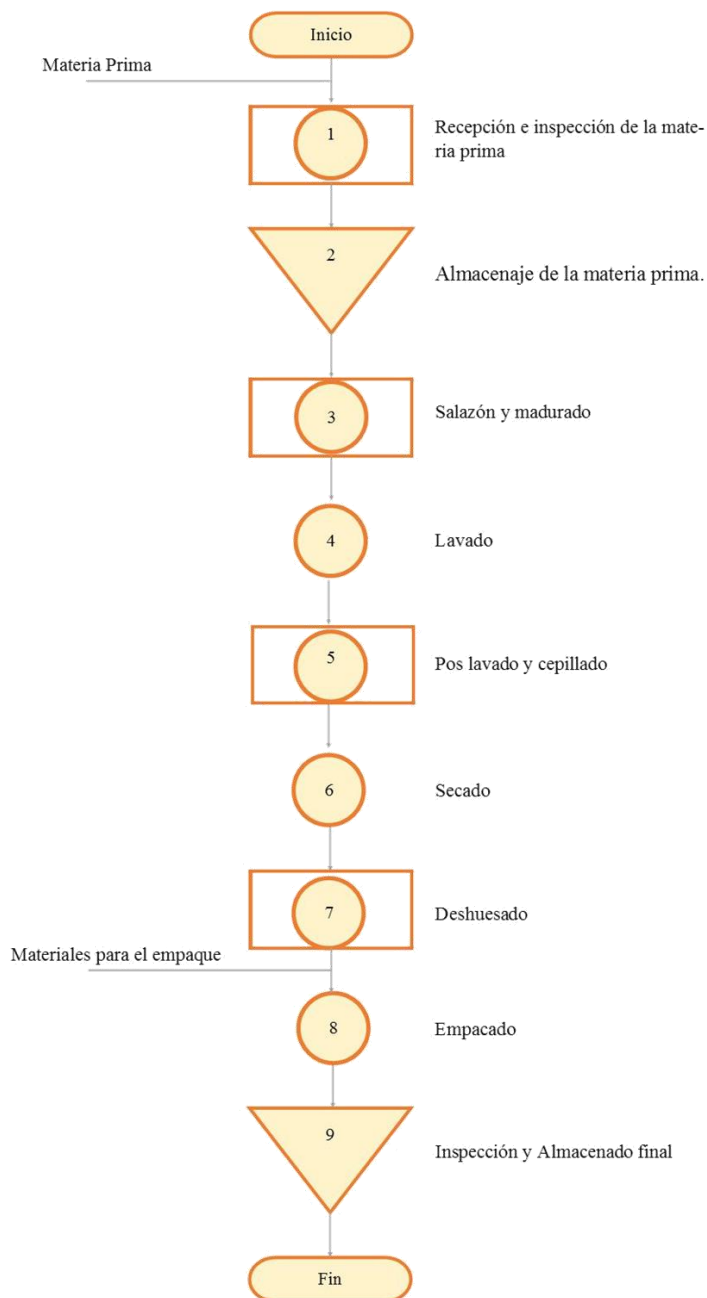 Inicio
Materia Prima
1
Recepción e inspección de la mate-
ria prima
2
Almacenaje de la materia prima.
3
Salazón y madurado
4
Lavado
5
Pos lavado y cepillado
6
Secado
7
Deshuesado
Materiales para el empaque
8
Empacado
9
Inspección y Almacenado final
Fin